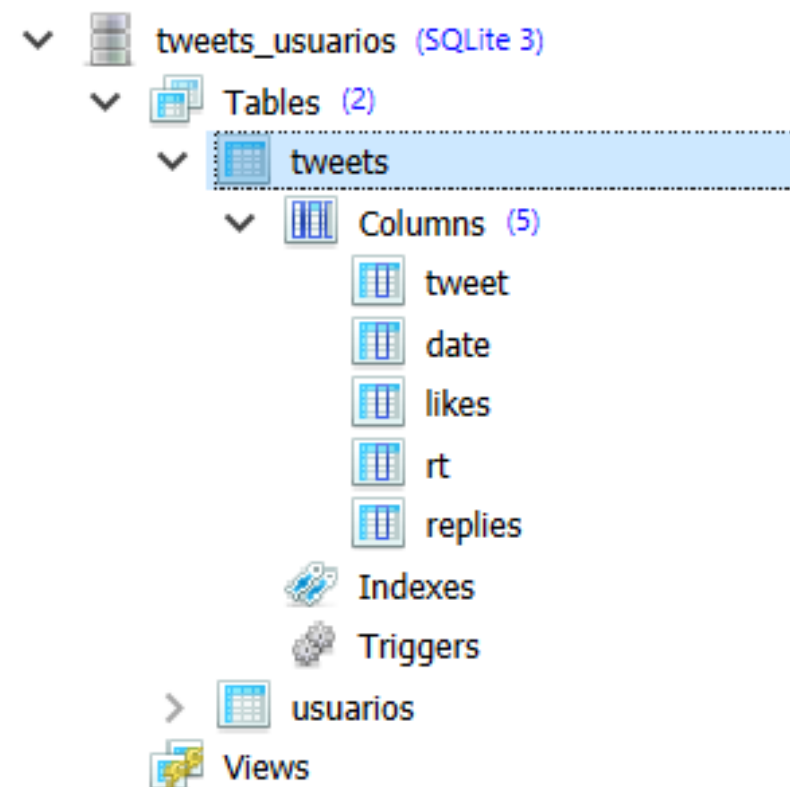 tweets_usuarios (SQLite 3)
Tables (2)
tweets
Columns (5)
tweet
date
likes
rt
replies
Indexes
Triggers
usuarios
Views